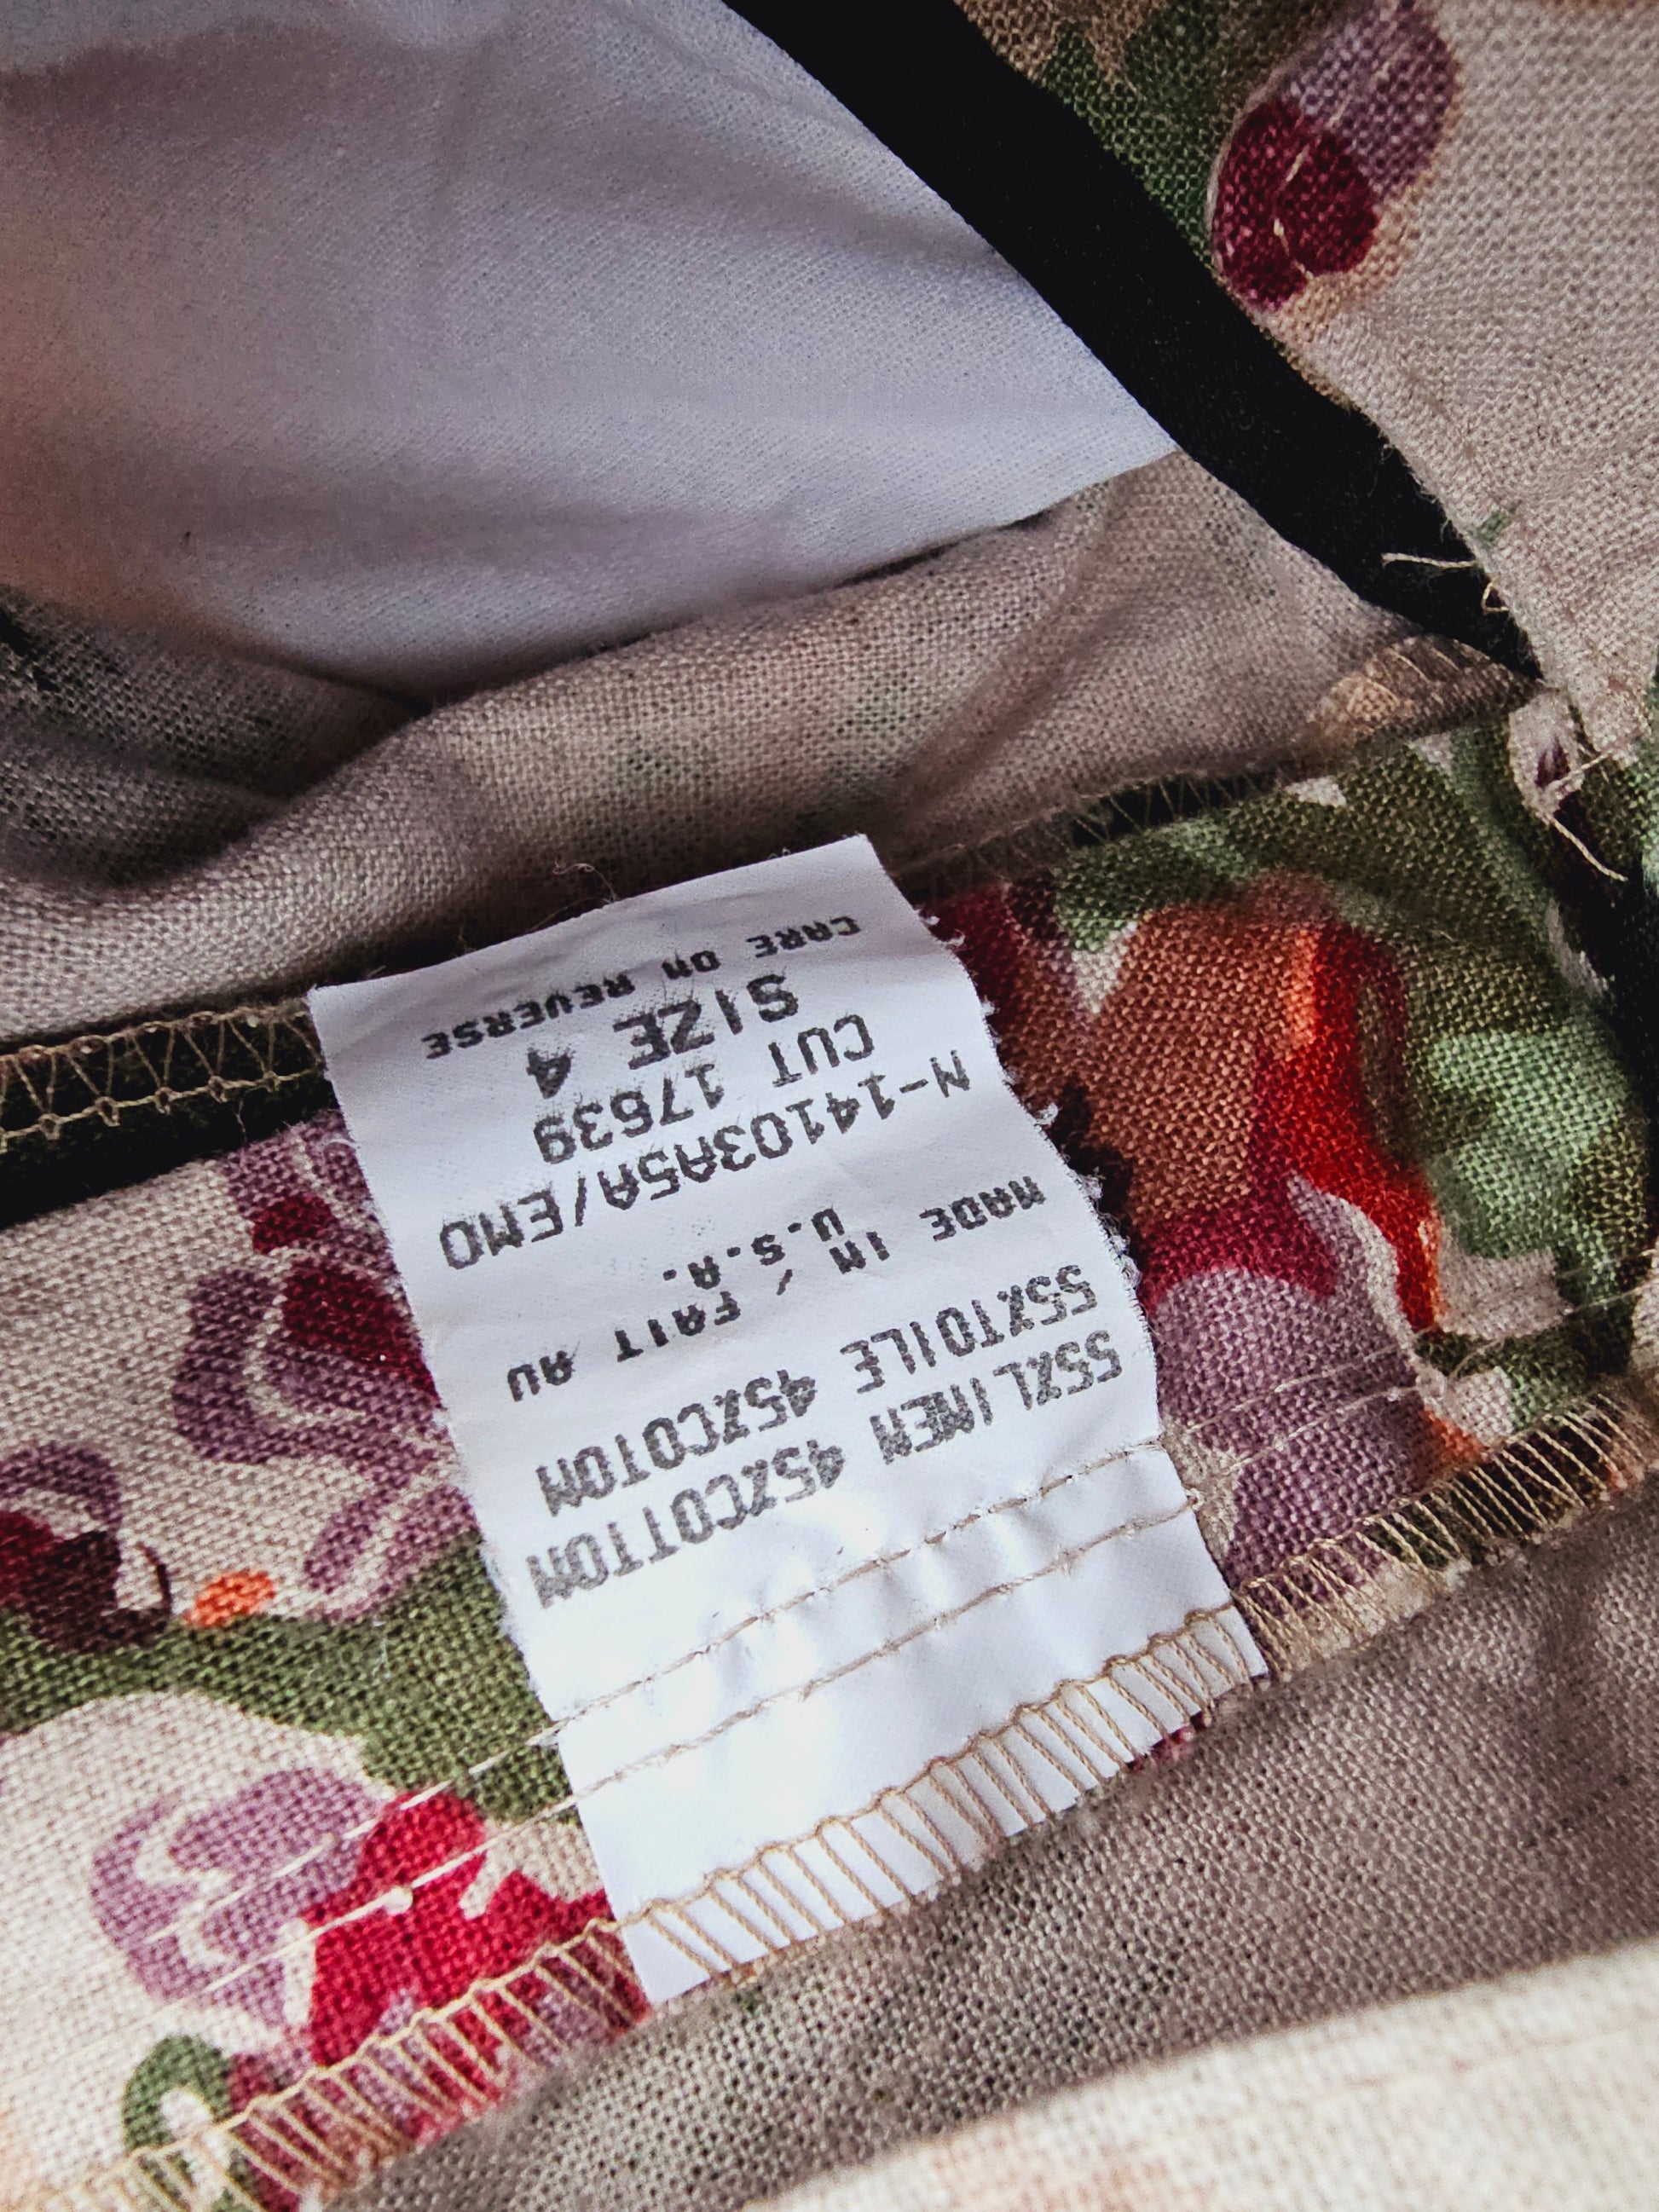 55%LINEN 45%COTTON
55%TOILE 45%COTON
MADE IN / FAIT AU
U.S.A.
N-14103A5A/EMO
CUT 17539
SIZE 4
CARE ON REVERSE